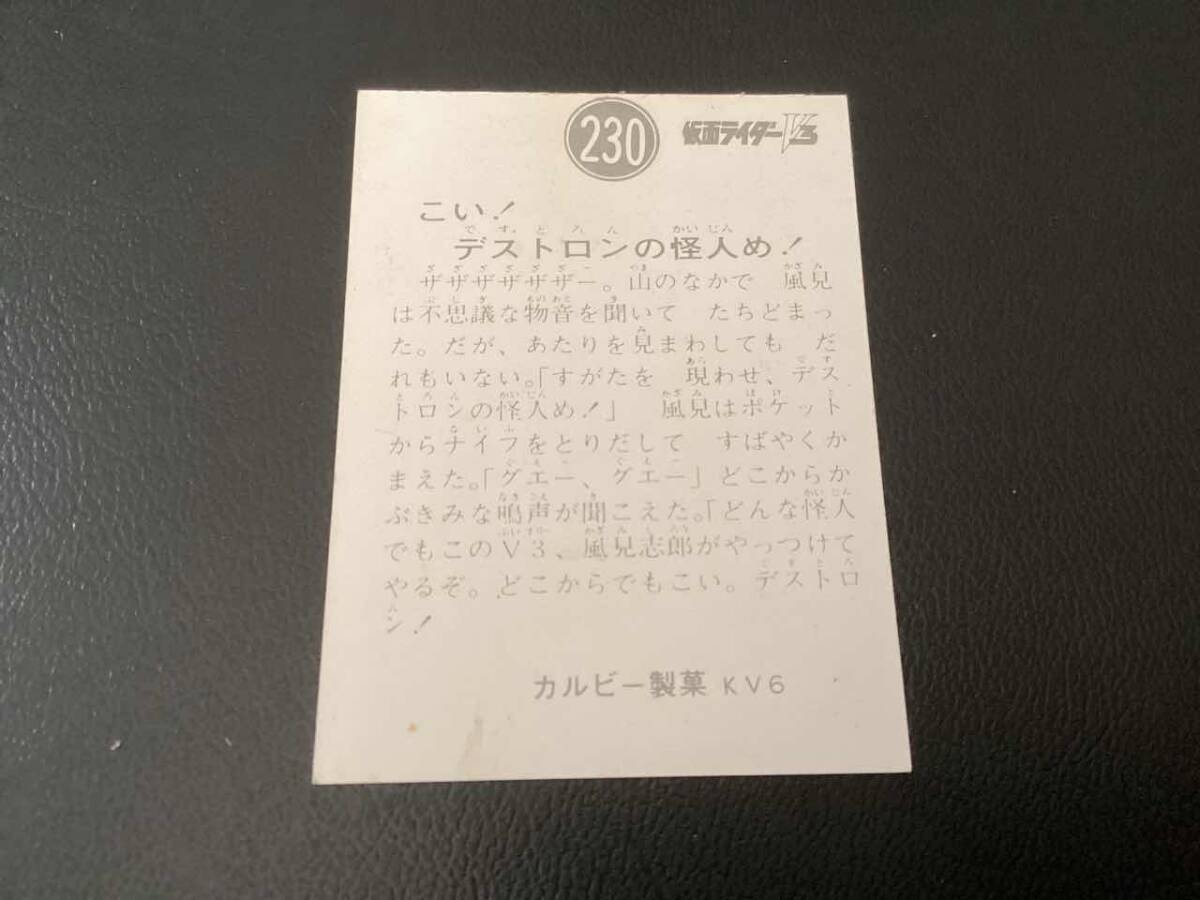 230 仮面ライダーV3
こい!
デストロンの怪人め!
ザザザザザザー。山のなかで 風見
は不思議な物音を聞いて たちどまっ
た。だが、あたりを見まわしても だ
れもいない。「すがたを 現わせ、デス
トロンの怪人め!」 風見はポケット
からナイフをとりだして すばやくか
まえた。「グエー、グエー」どこからか
ぶきみな鳴声が聞こえた。「どんな怪人
でもこのV3、風見志郎がやっつけて
やるぞ。どこからでもこい。デストロ
ン!
カルビー製菓 KV6